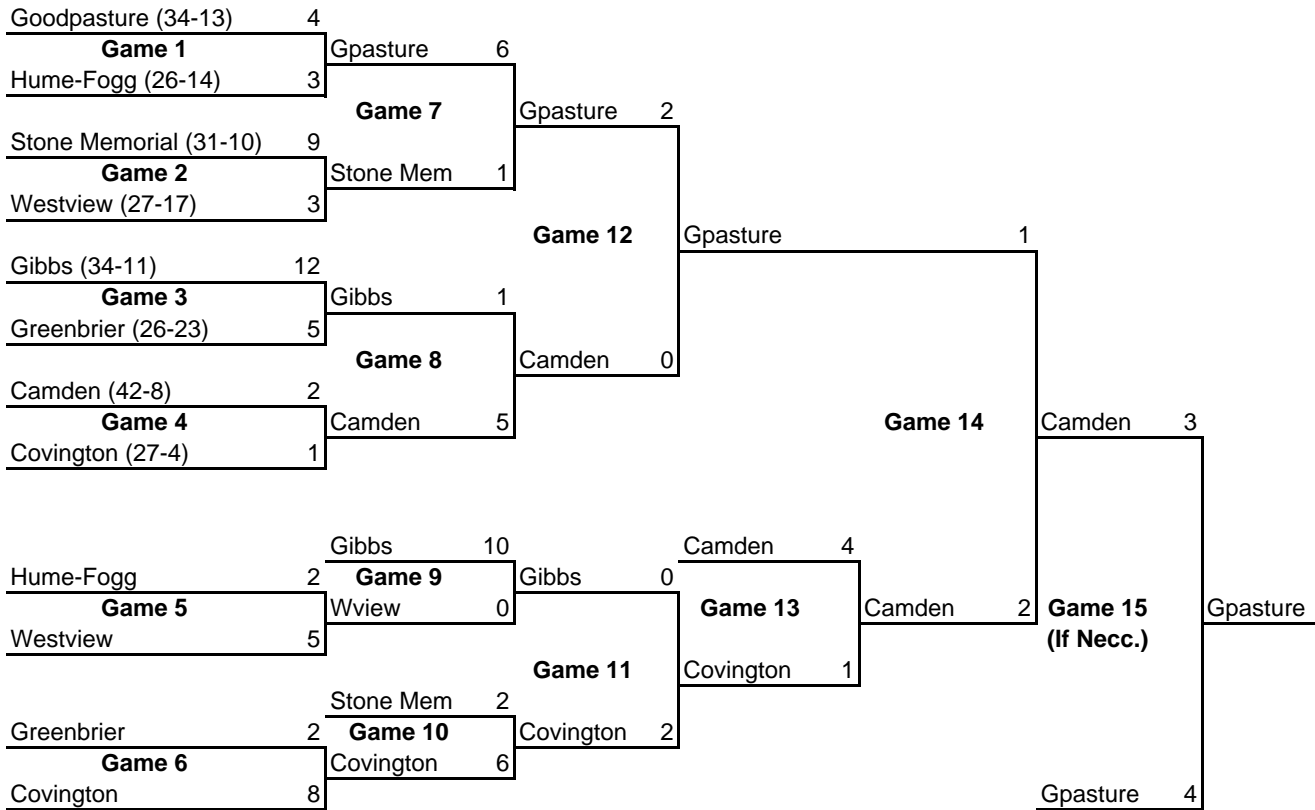 Goodpasture (34-13) 4
Game 1 Gpasture 6
Hume-Fogg (26-14) 3
Game 7 Gpasture 2
Stone Memorial (31-10) 9
Game 2 Stone Mem 1
Westview (27-17) 3
Game 12 Gpasture 1
Gibbs (34-11) 12
Game 3 Gibbs 1
Greenbrier (26-23) 5
Game 8 Camden 0
Camden (42-8) 2
Game 4 Camden 5 Game 14 Camden 3
Covington (27-4) 1
Gibbs 10 Camden 4
Hume-Fogg 2 Game 9 Gibbs 0
Game 5 Wview 0 Game 13 Camden 2 Game 15 Gpasture
Westview 5 (If Necc.)
Game 11 Covington 1
Stone Mem 2
Greenbrier 2 Game 10 Covington 2
Game 6 Covington 6
Covington 8 Gpasture 4